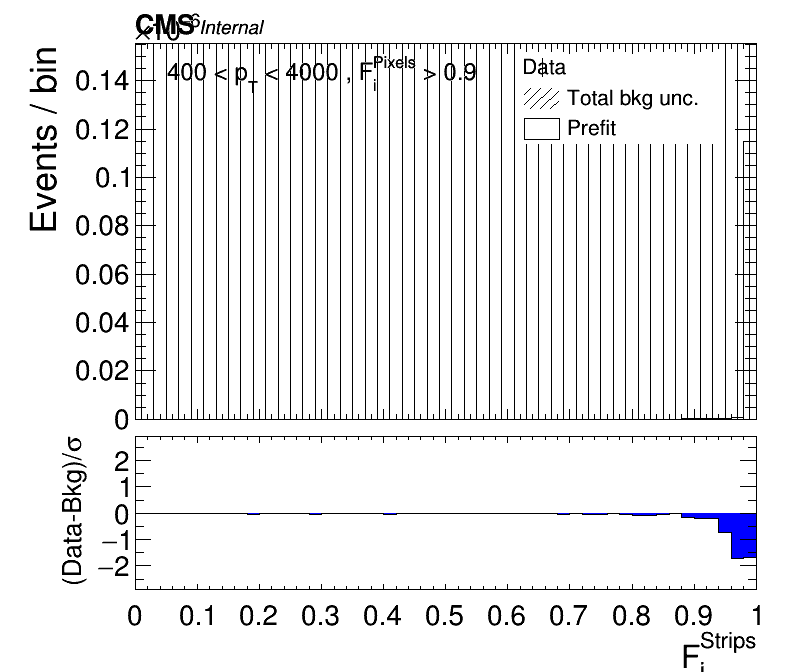 CMS Internal
×10⁻⁶
400 < p_T < 4000 , F_i^Pixels > 0.9
Data
Total bkg unc.
Prefit
Events / bin
0.14
0.12
0.1
0.08
0.06
0.04
0.02
0
(Data-Bkg)/σ
2
1
0
−1
−2
0 0.1 0.2 0.3 0.4 0.5 0.6 0.7 0.8 0.9 1
F_i^Strips